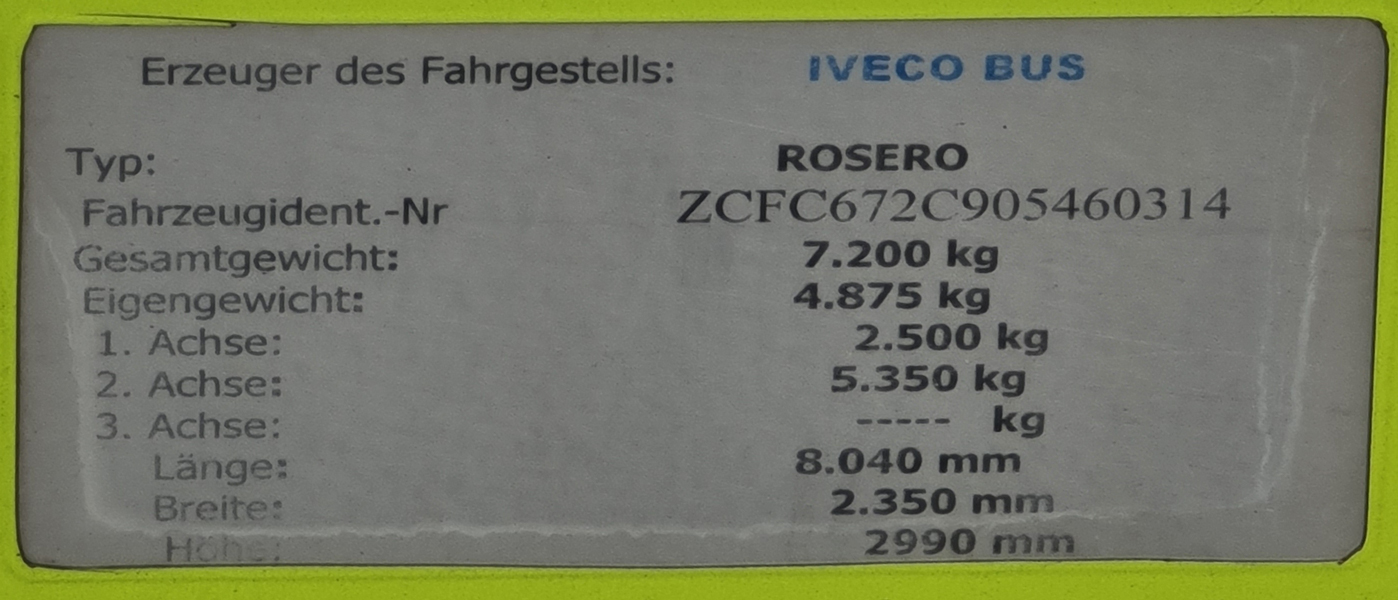 Erzeuger des Fahrgestells: IVECO BUS
Typ: ROSERO
Fahrzeugident.-Nr ZCFC672C905460314
Gesamtgewicht: 7.200 kg
Eigengewicht: 4.875 kg
1. Achse: 2.500 kg
2. Achse: 5.350 kg
3. Achse: ----- kg
Länge: 8.040 mm
Breite: 2.350 mm
Höhe: 2990 mm